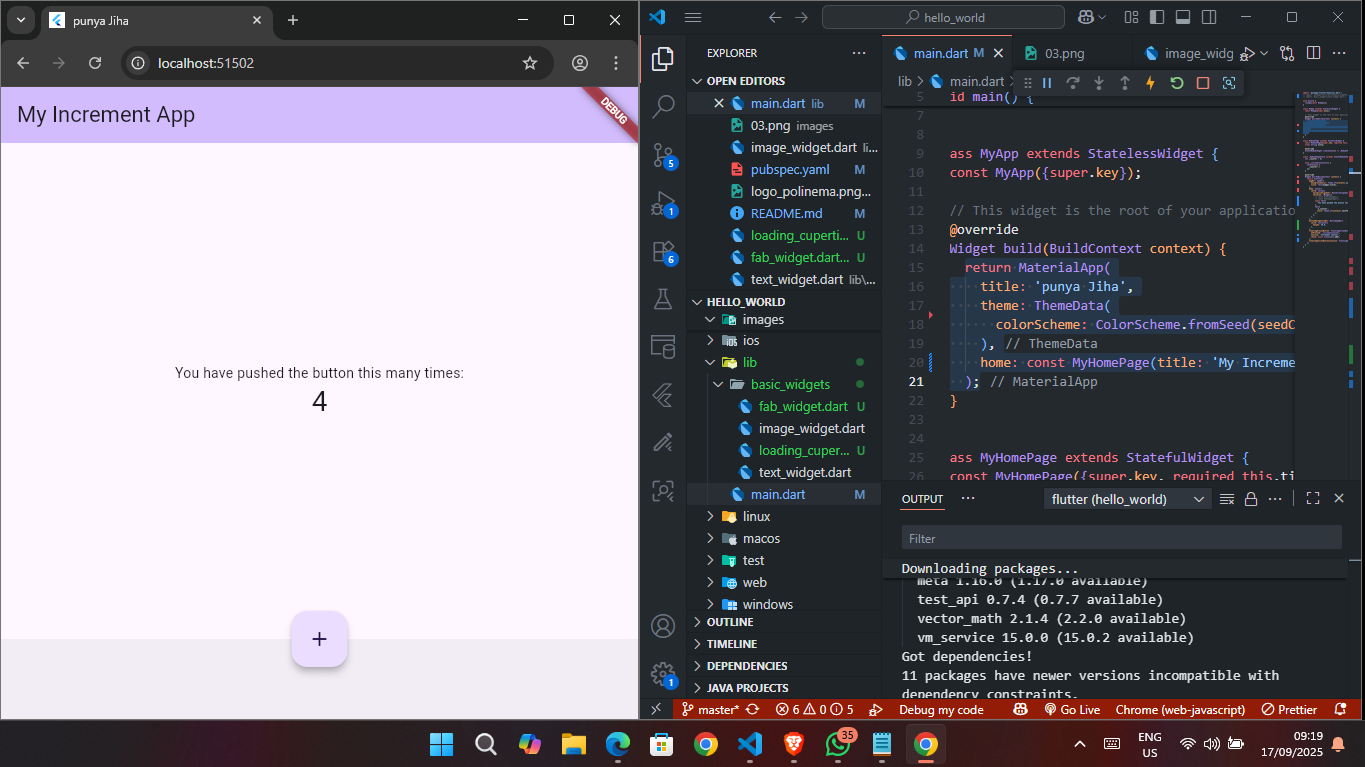 punya Jiha
localhost:51502
My Increment App
DEBUG
You have pushed the button this many times:
4
+
hello_world
EXPLORER
OPEN EDITORS
main.dart lib M
03.png images
image_widget.dart li...
pubspec.yaml M
logo_polinema.png...
README.md M
loading_cuperti... U
fab_widget.dart... U
text_widget.dart lib\...
HELLO_WORLD
images
ios
lib
basic_widgets
fab_widget.dart U
image_widget.dart
loading_cuper... U
text_widget.dart
main.dart M
linux
macos
test
web
windows
OUTLINE
TIMELINE
DEPENDENCIES
JAVA PROJECTS
5
1
6
1
main.dart M
03.png
image_widg
lib > main.dart >
5 id main() {
7
8
9 ass MyApp extends StatelessWidget {
10 const MyApp({super.key});
11
12 // This widget is the root of your applicatio
13 @override
14 Widget build(BuildContext context) {
15 return MaterialApp(
16 title: 'punya Jiha',
17 theme: ThemeData(
18 colorScheme: ColorScheme.fromSeed(seedC
19 ), // ThemeData
20 home: const MyHomePage(title: 'My Increme
21 ); // MaterialApp
22 }
23
24
25 ass MyHomePage extends StatefulWidget {
26 const MyHomePage({super.key, required this.ti
OUTPUT
flutter (hello_world)
Filter
Downloading packages...
meta 1.16.0 (1.17.0 available)
test_api 0.7.4 (0.7.7 available)
vector_math 2.1.4 (2.2.0 available)
vm_service 15.0.0 (15.0.2 available)
Got dependencies!
11 packages have newer versions incompatible with
dependency constraints.
master* 6 0 5 Debug my code Go Live Chrome (web-javascript) Prettier
35
ENG
US
09:19
17/09/2025